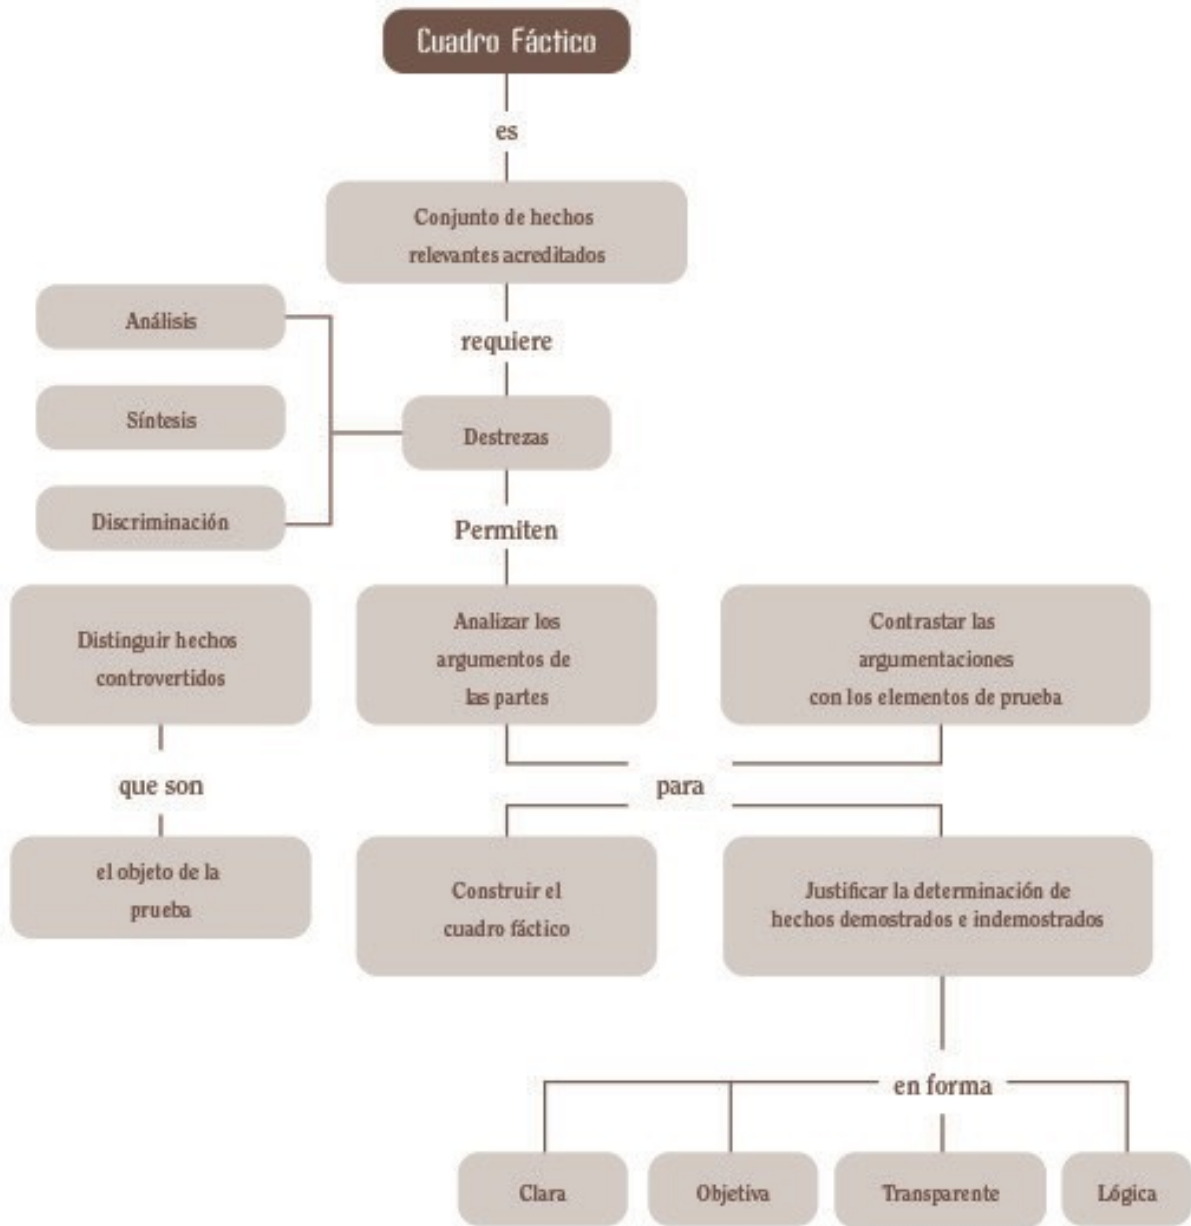 Cuadro Fáctico
es
Conjunto de hechos
relevantes acreditados
requiere
Análisis
Síntesis
Discriminación
Destrezas
Permiten
Distinguir hechos
controvertidos
que son
el objeto de la
prueba
Analizar los
argumentos de
las partes
Contrastar las
argumentaciones
con los elementos de prueba
para
Construir el
cuadro fáctico
Justificar la determinación de
hechos demostrados e indemostrados
en forma
Clara
Objetiva
Transparente
Lógica